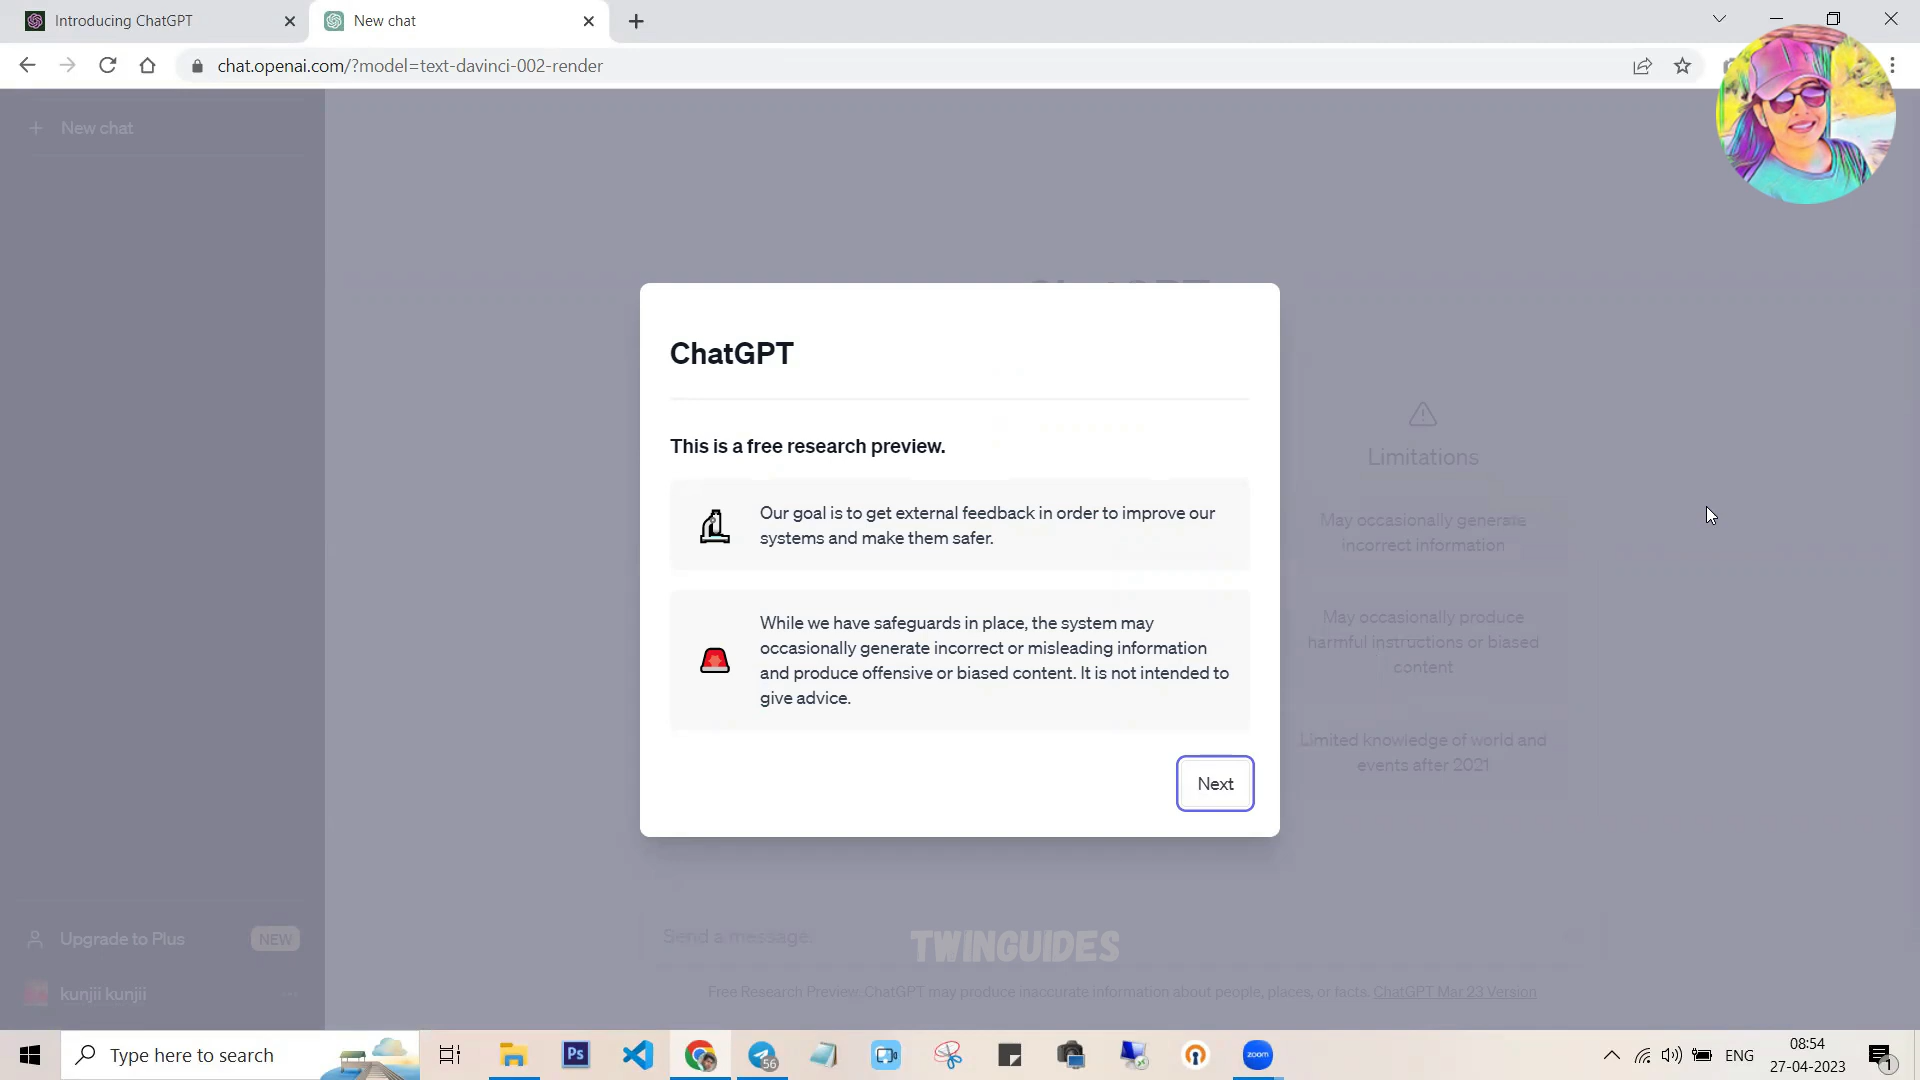 Introducing ChatGPT
New chat
chat.openai.com/?model=text-davinci-002-render
New chat
ChatGPT
This is a free research preview.
Our goal is to get external feedback in order to improve our
systems and make them safer.
While we have safeguards in place, the system may
occasionally generate incorrect or misleading information
and produce offensive or biased content. It is not intended to
give advice.
Next
Limitations
May occasionally generate
incorrect information
May occasionally produce
harmful instructions or biased
content
Limited knowledge of world and
events after 2021
Upgrade to Plus
NEW
kunjii kunjii
Send a message.
TWINGUIDES
Free Research Preview. ChatGPT may produce inaccurate information about people, places, or facts. ChatGPT Mar 23 Version
Type here to search
Ps
56
zoom
ENG
08:54
27-04-2023
1